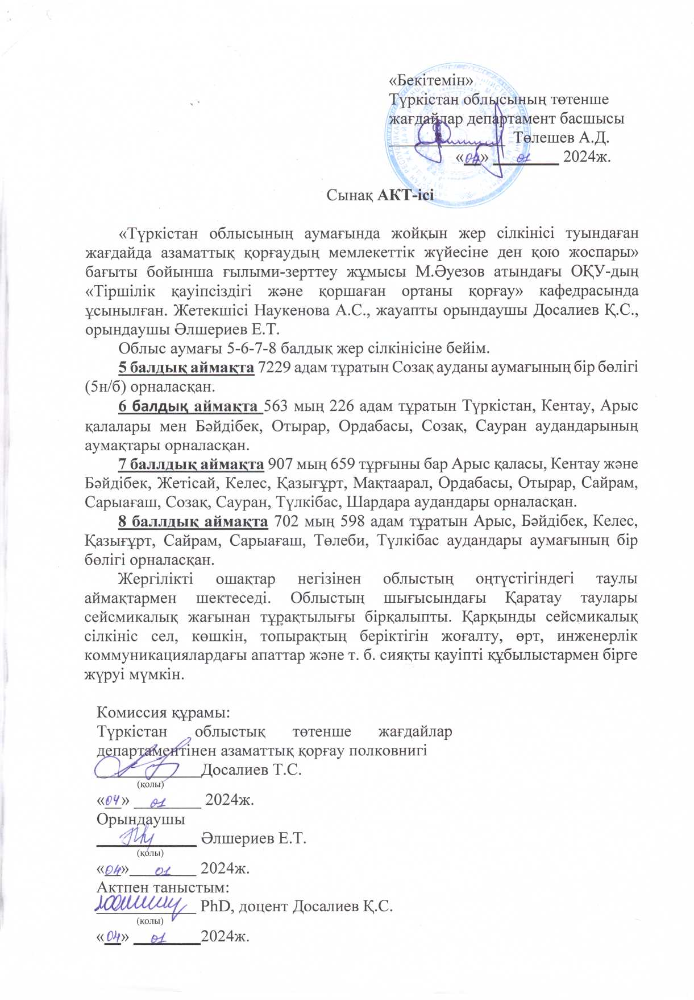 «Бекітемін»
Түркістан облысының төтенше
жағдайлар департамент басшысы
Төлешев А.Д.
«04» 01 2024ж.
Сынақ АКТ-ісі
«Түркістан облысының аумағында жойқын жер сілкінісі туындаған
жағдайда азаматтық қорғаудың мемлекеттік жүйесіне ден қою жоспары»
бағыты бойынша ғылыми-зерттеу жұмысы М.Әуезов атындағы ОҚУ-дың
«Тіршілік қауіпсіздігі және қоршаған ортаны қорғау» кафедрасында
ұсынылған. Жетекшісі Наукенова А.С., жауапты орындаушы Досалиев Қ.С.,
орындаушы Әлшериев Е.Т.
Облыс аумағы 5-6-7-8 балдық жер сілкінісіне бейім.
5 балдық аймақта 7229 адам тұратын Созақ ауданы аумағының бір бөлігі
(5н/б) орналасқан.
6 балдық аймақта 563 мың 226 адам тұратын Түркістан, Кентау, Арыс
қалалары мен Бәйдібек, Отырар, Ордабасы, Созақ, Сауран аудандарының
аумақтары орналасқан.
7 баллдық аймақта 907 мың 659 тұрғыны бар Арыс қаласы, Кентау және
Бәйдібек, Жетісай, Келес, Қазығұрт, Мақтаарал, Ордабасы, Отырар, Сайрам,
Сарыағаш, Созақ, Сауран, Түлкібас, Шардара аудандары орналасқан.
8 баллдық аймақта 702 мың 598 адам тұратын Арыс, Бәйдібек, Келес,
Қазығұрт, Сайрам, Сарыағаш, Төлеби, Түлкібас аудандары аумағының бір
бөлігі орналасқан.
Жергілікті ошақтар негізінен облыстың оңтүстігіндегі таулы
аймақтармен шектеседі. Облыстың шығысындағы Қаратау таулары
сейсмикалық жағынан тұрақтылығы бірқалыпты. Қарқынды сейсмикалық
сілкініс сел, көшкін, топырақтың беріктігін жоғалту, өрт, инженерлік
коммуникациялардағы апаттар және т. б. сияқты қауіпті құбылыстармен бірге
жүруі мүмкін.
Комиссия құрамы:
Түркістан облыстық төтенше жағдайлар
департаментінен азаматтық қорғау полковнигі
Досалиев Т.С.
(қолы)
«04» 01 2024ж.
Орындаушы
Әлшериев Е.Т.
(қолы)
«04» 01 2024ж.
Актпен таныстым:
PhD, доцент Досалиев Қ.С.
(қолы)
«04» 01 2024ж.